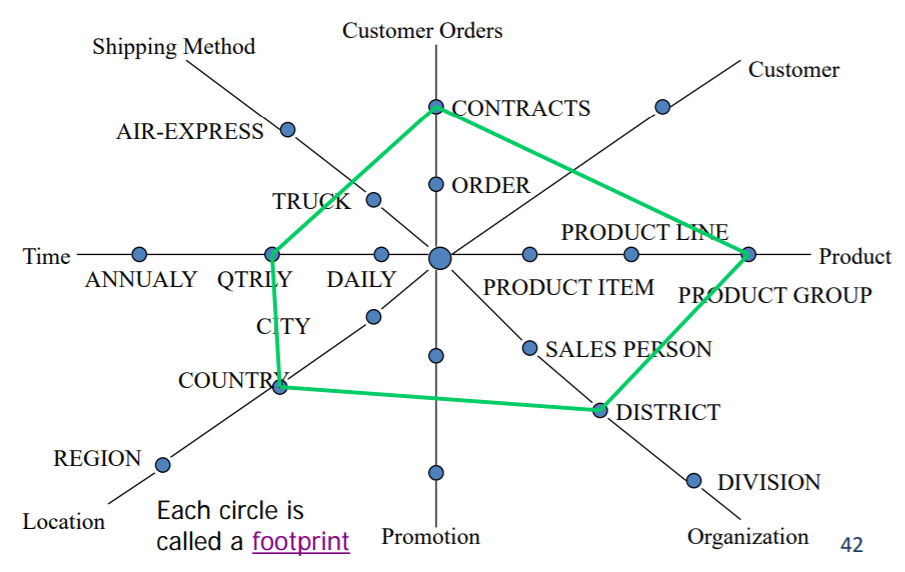 Customer Orders
Shipping Method
Customer
CONTRACTS
AIR-EXPRESS
ORDER
TRUCK
PRODUCT LINE
Time
Product
ANNUALY
QTRLY
DAILY
PRODUCT ITEM
PRODUCT GROUP
CITY
SALES PERSON
COUNTRY
DISTRICT
REGION
DIVISION
Location
Each circle is
called a footprint
Promotion
Organization
42